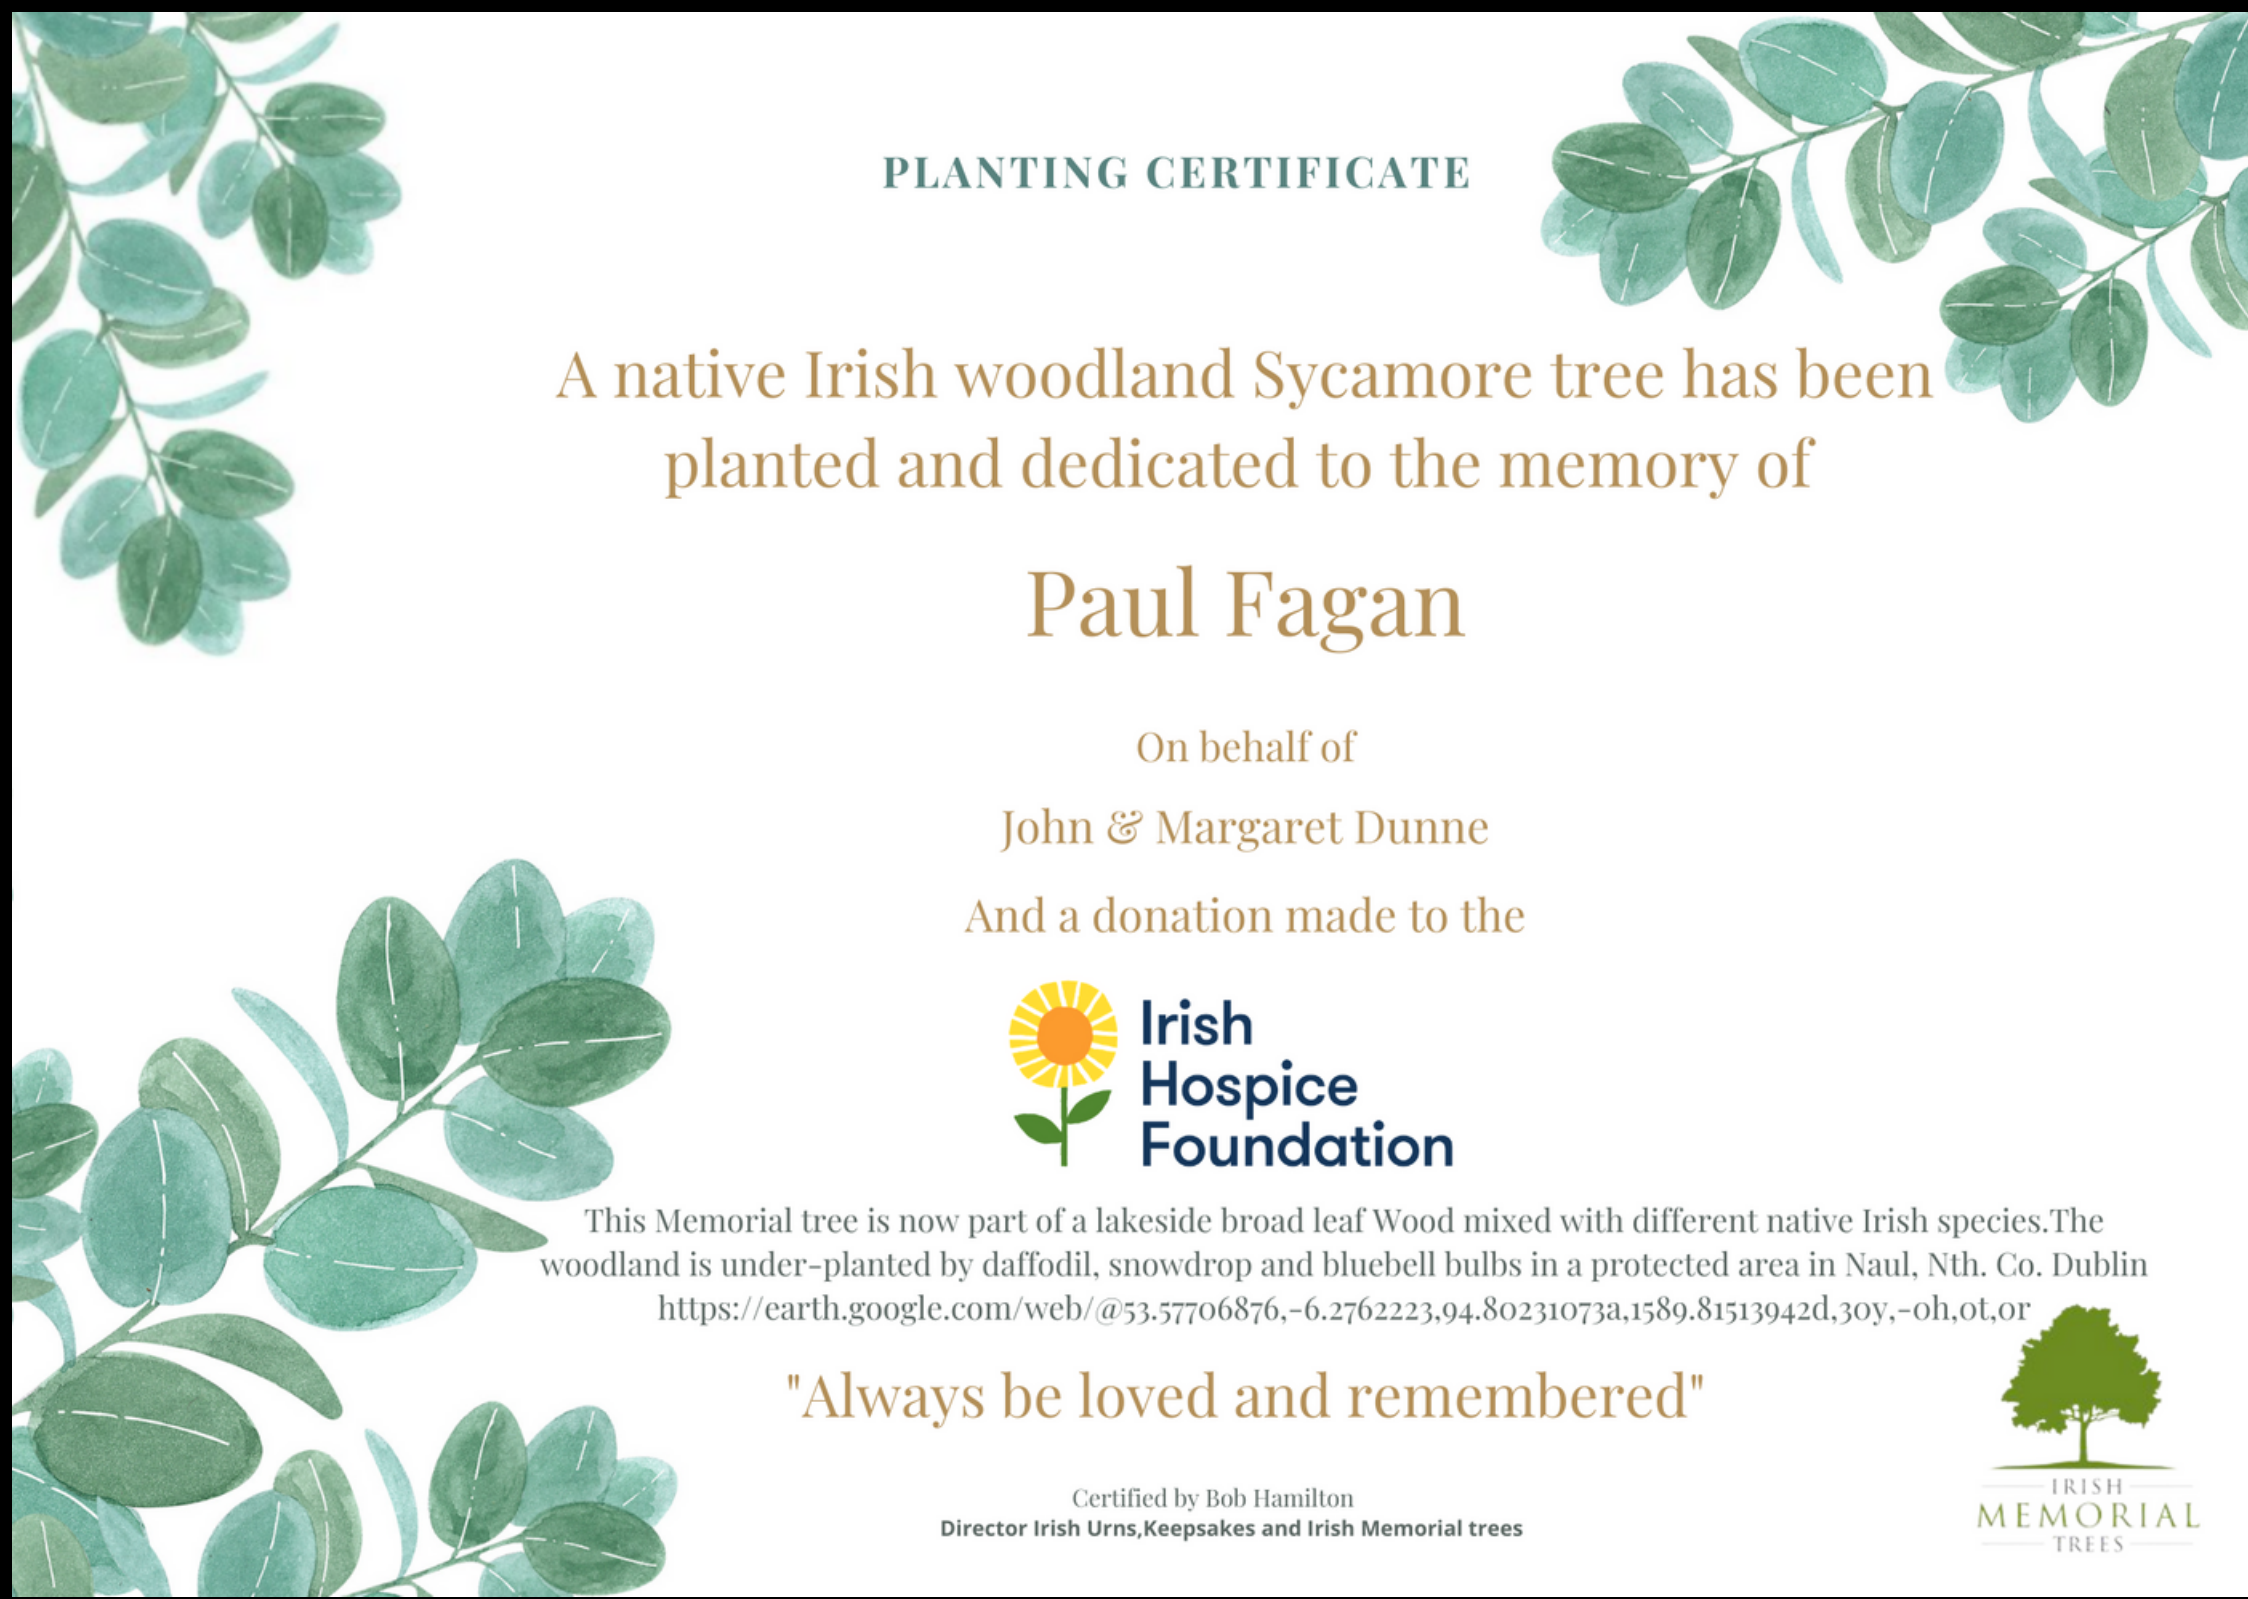 PLANTING CERTIFICATE
A native Irish woodland Sycamore tree has been
planted and dedicated to the memory of
Paul Fagan
On behalf of
John & Margaret Dunne
And a donation made to the
Irish
Hospice
Foundation
This Memorial tree is now part of a lakeside broad leaf Wood mixed with different native Irish species.The
woodland is under-planted by daffodil, snowdrop and bluebell bulbs in a protected area in Naul, Nth. Co. Dublin
https://earth.google.com/web/@53.57706876,-6.2762223,94.80231073a,1589.81513942d,30y,-0h,0t,0r
"Always be loved and remembered"
Certified by Bob Hamilton
Director Irish Urns,Keepsakes and Irish Memorial trees
IRISH
MEMORIAL
TREES